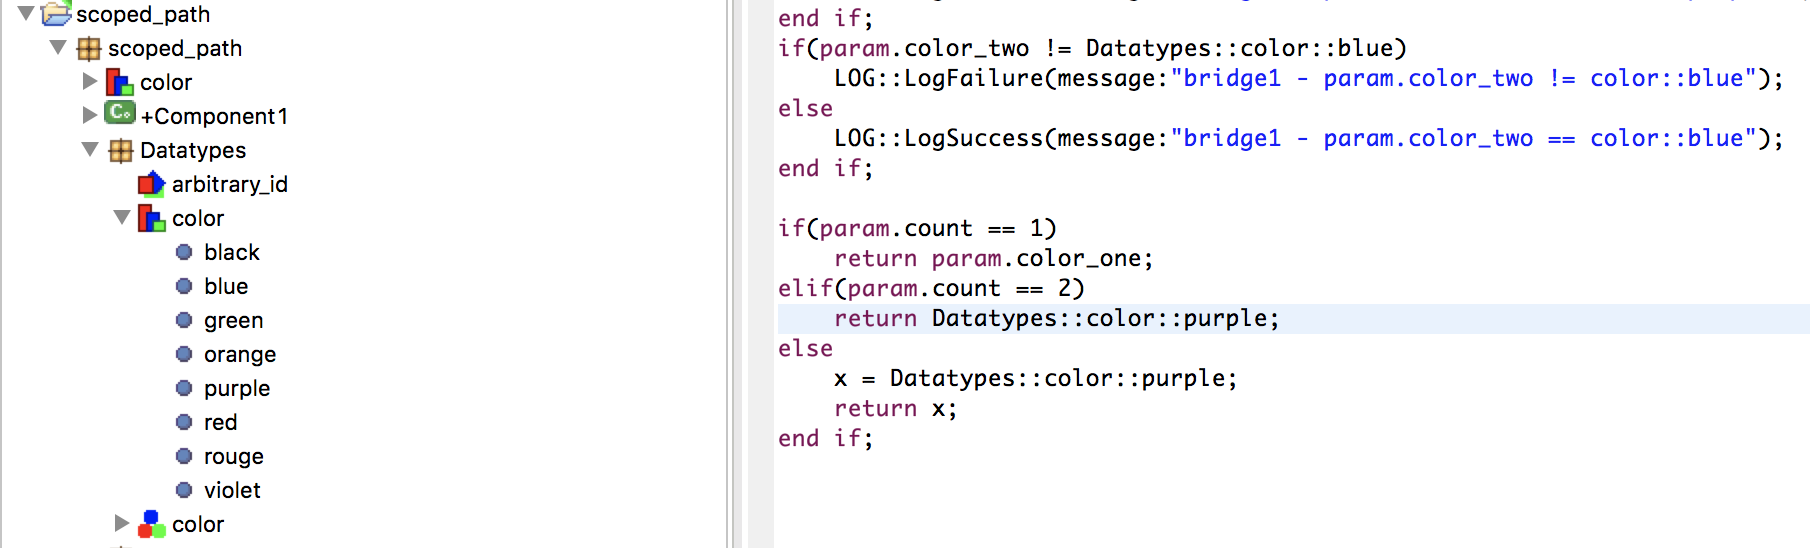 scoped_path
scoped_path
color
+Component1
Datatypes
arbitrary_id
color
black
blue
green
orange
purple
red
rouge
violet
color
end if;
if(param.color_two != Datatypes::color::blue)
    LOG::LogFailure(message:"bridge1 - param.color_two != color::blue");
else
    LOG::LogSuccess(message:"bridge1 - param.color_two == color::blue");
end if;
if(param.count == 1)
    return param.color_one;
elif(param.count == 2)
    return Datatypes::color::purple;
else
    x = Datatypes::color::purple;
    return x;
end if;